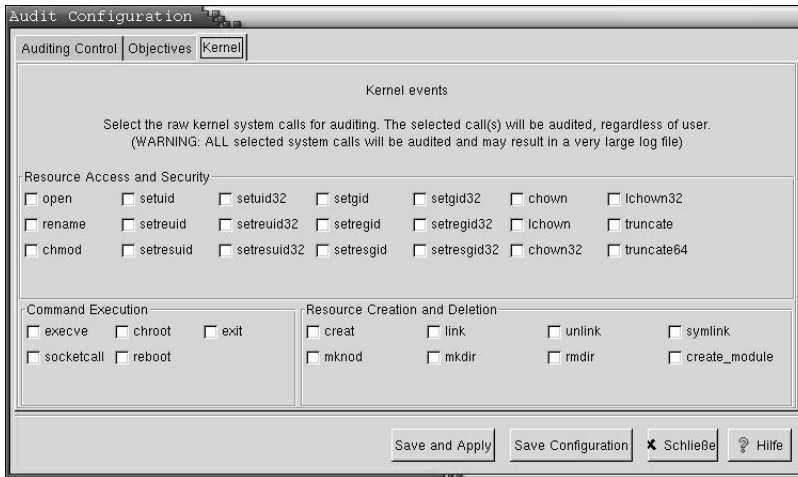 Audit Configuration
Auditing Control Objectives Kernel
Kernel events
Select the raw kernel system calls for auditing. The selected call(s) will be audited, regardless of user.
(WARNING: ALL selected system calls will be audited and may result in a very large log file)
Resource Access and Security
open setuid setuid32 setgid setgid32 chown lchown32
rename setreuid setreuid32 setregid setregid32 lchown truncate
chmod setresuid setresuid32 setresgid setresgid32 chown32 truncate64
Command Execution
execve chroot exit
socketcall reboot
Resource Creation and Deletion
creat link unlink symlink
mknod mkdir rmdir create_module
Save and Apply Save Configuration Schließe Hilfe